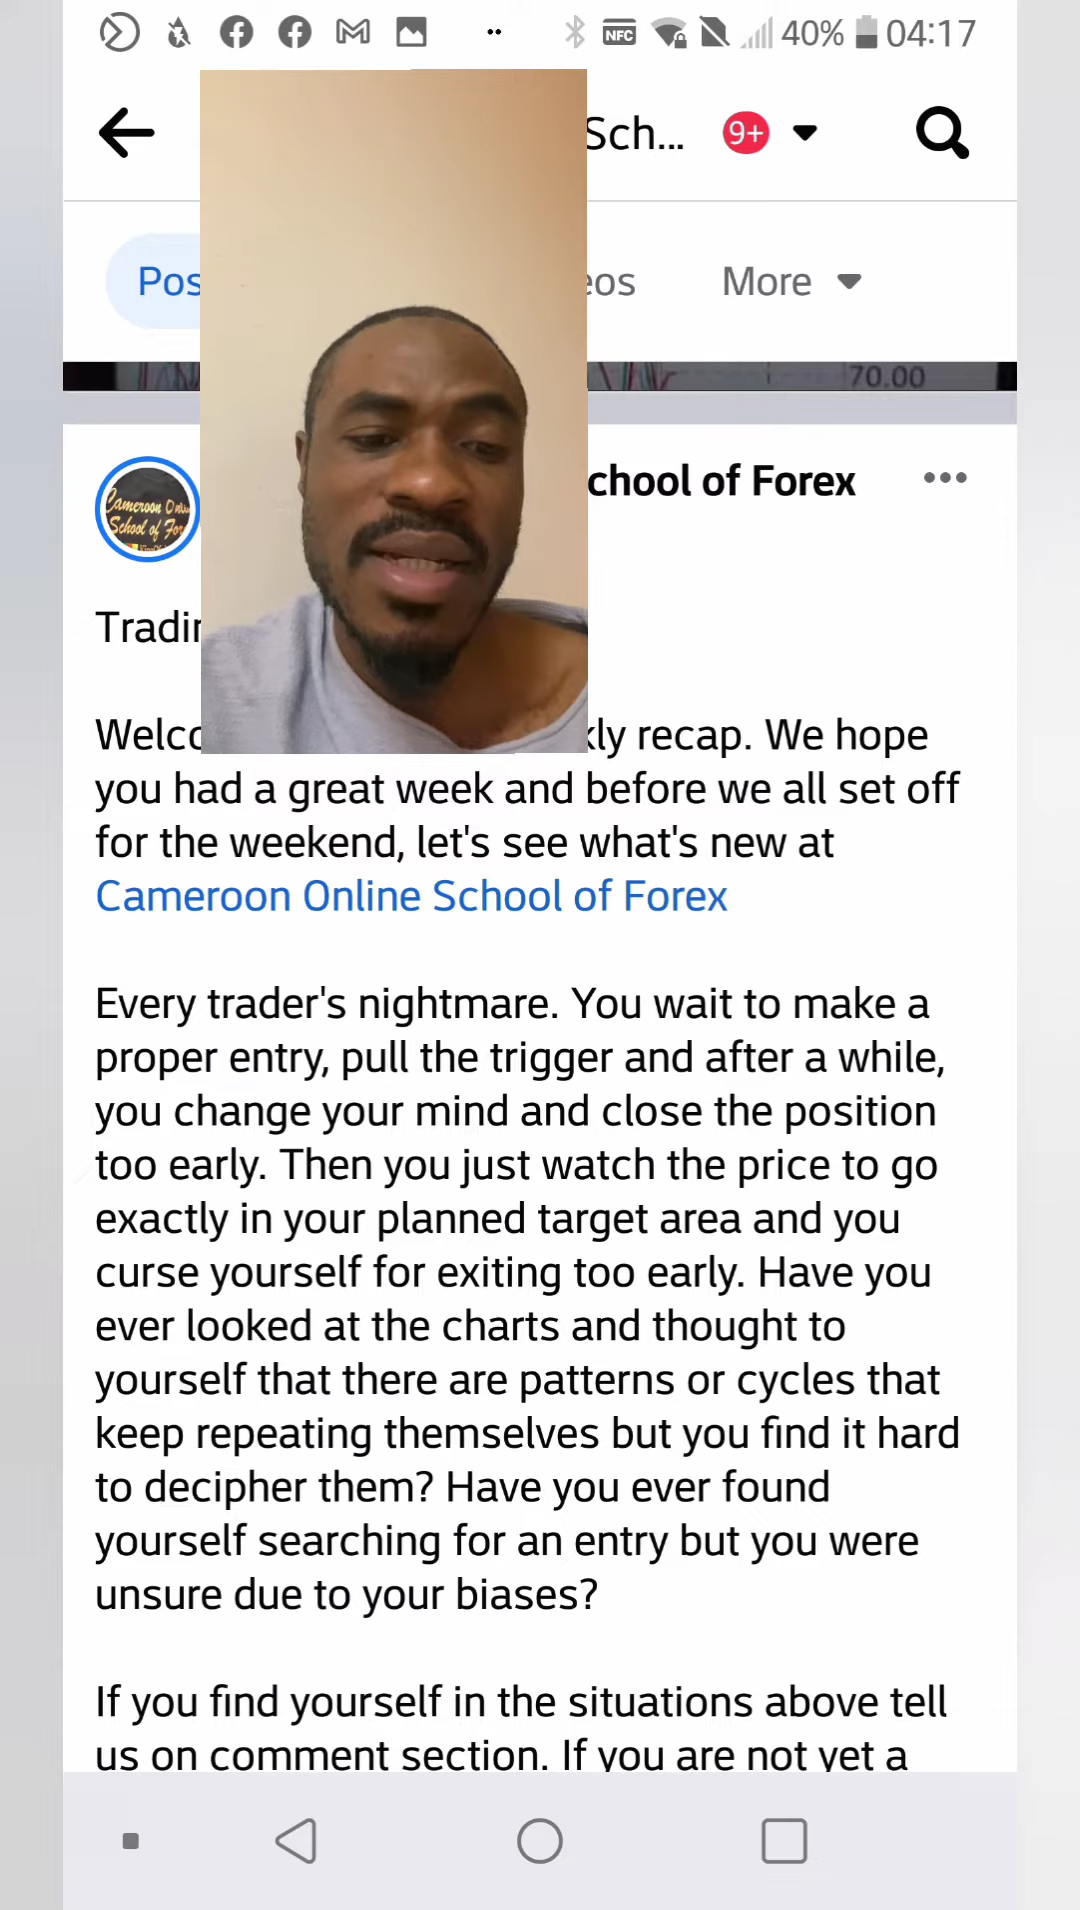 NFC 40% 04:17
Sch... 9+
More
70.00
Cameroon
School of
chool of Forex
recap. We hope
you had a great week and before we all set off
for the weekend, let's see what's new at
Cameroon Online School of Forex
Every trader's nightmare. You wait to make a
proper entry, pull the trigger and after a while,
you change your mind and close the position
too early. Then you just watch the price to go
exactly in your planned target area and you
curse yourself for exiting too early. Have you
ever looked at the charts and thought to
yourself that there are patterns or cycles that
keep repeating themselves but you find it hard
to decipher them? Have you ever found
yourself searching for an entry but you were
unsure due to your biases?
If you find yourself in the situations above tell
us on comment section. If you are not yet a